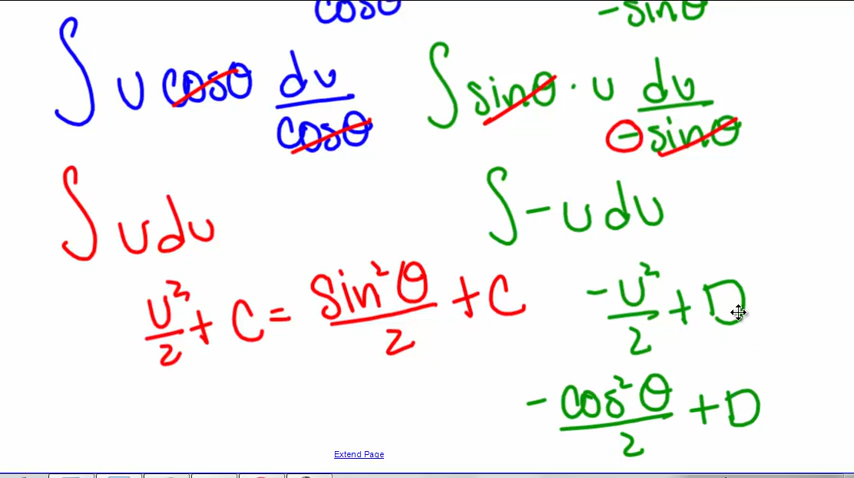 cosθ
-sinθ
∫ u cosθ du/cosθ
∫ sinθ · u du/-sinθ
∫ u du
∫ -u du
u²/2 + C = sin²θ/2 + C
-u²/2 + D
-cos²θ/2 + D
Extend Page